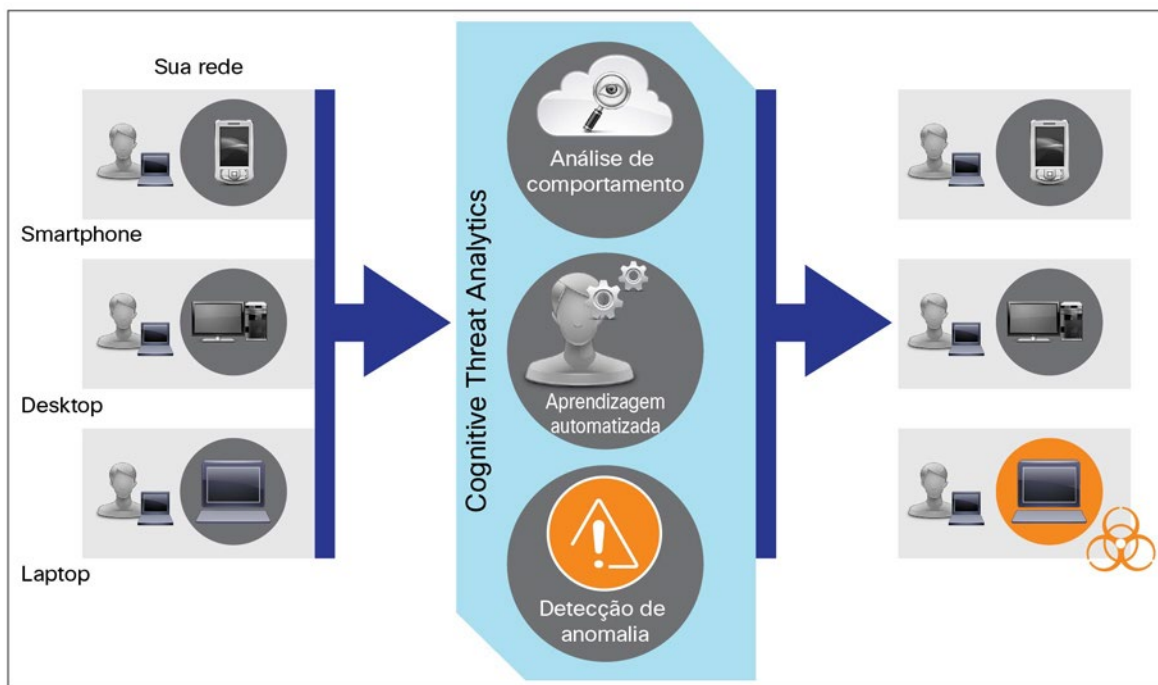 Sua rede
Smartphone
Desktop
Laptop
Cognitive Threat Analytics
Análise de
comportamento
Aprendizagem
automatizada
Detecção de
anomalia